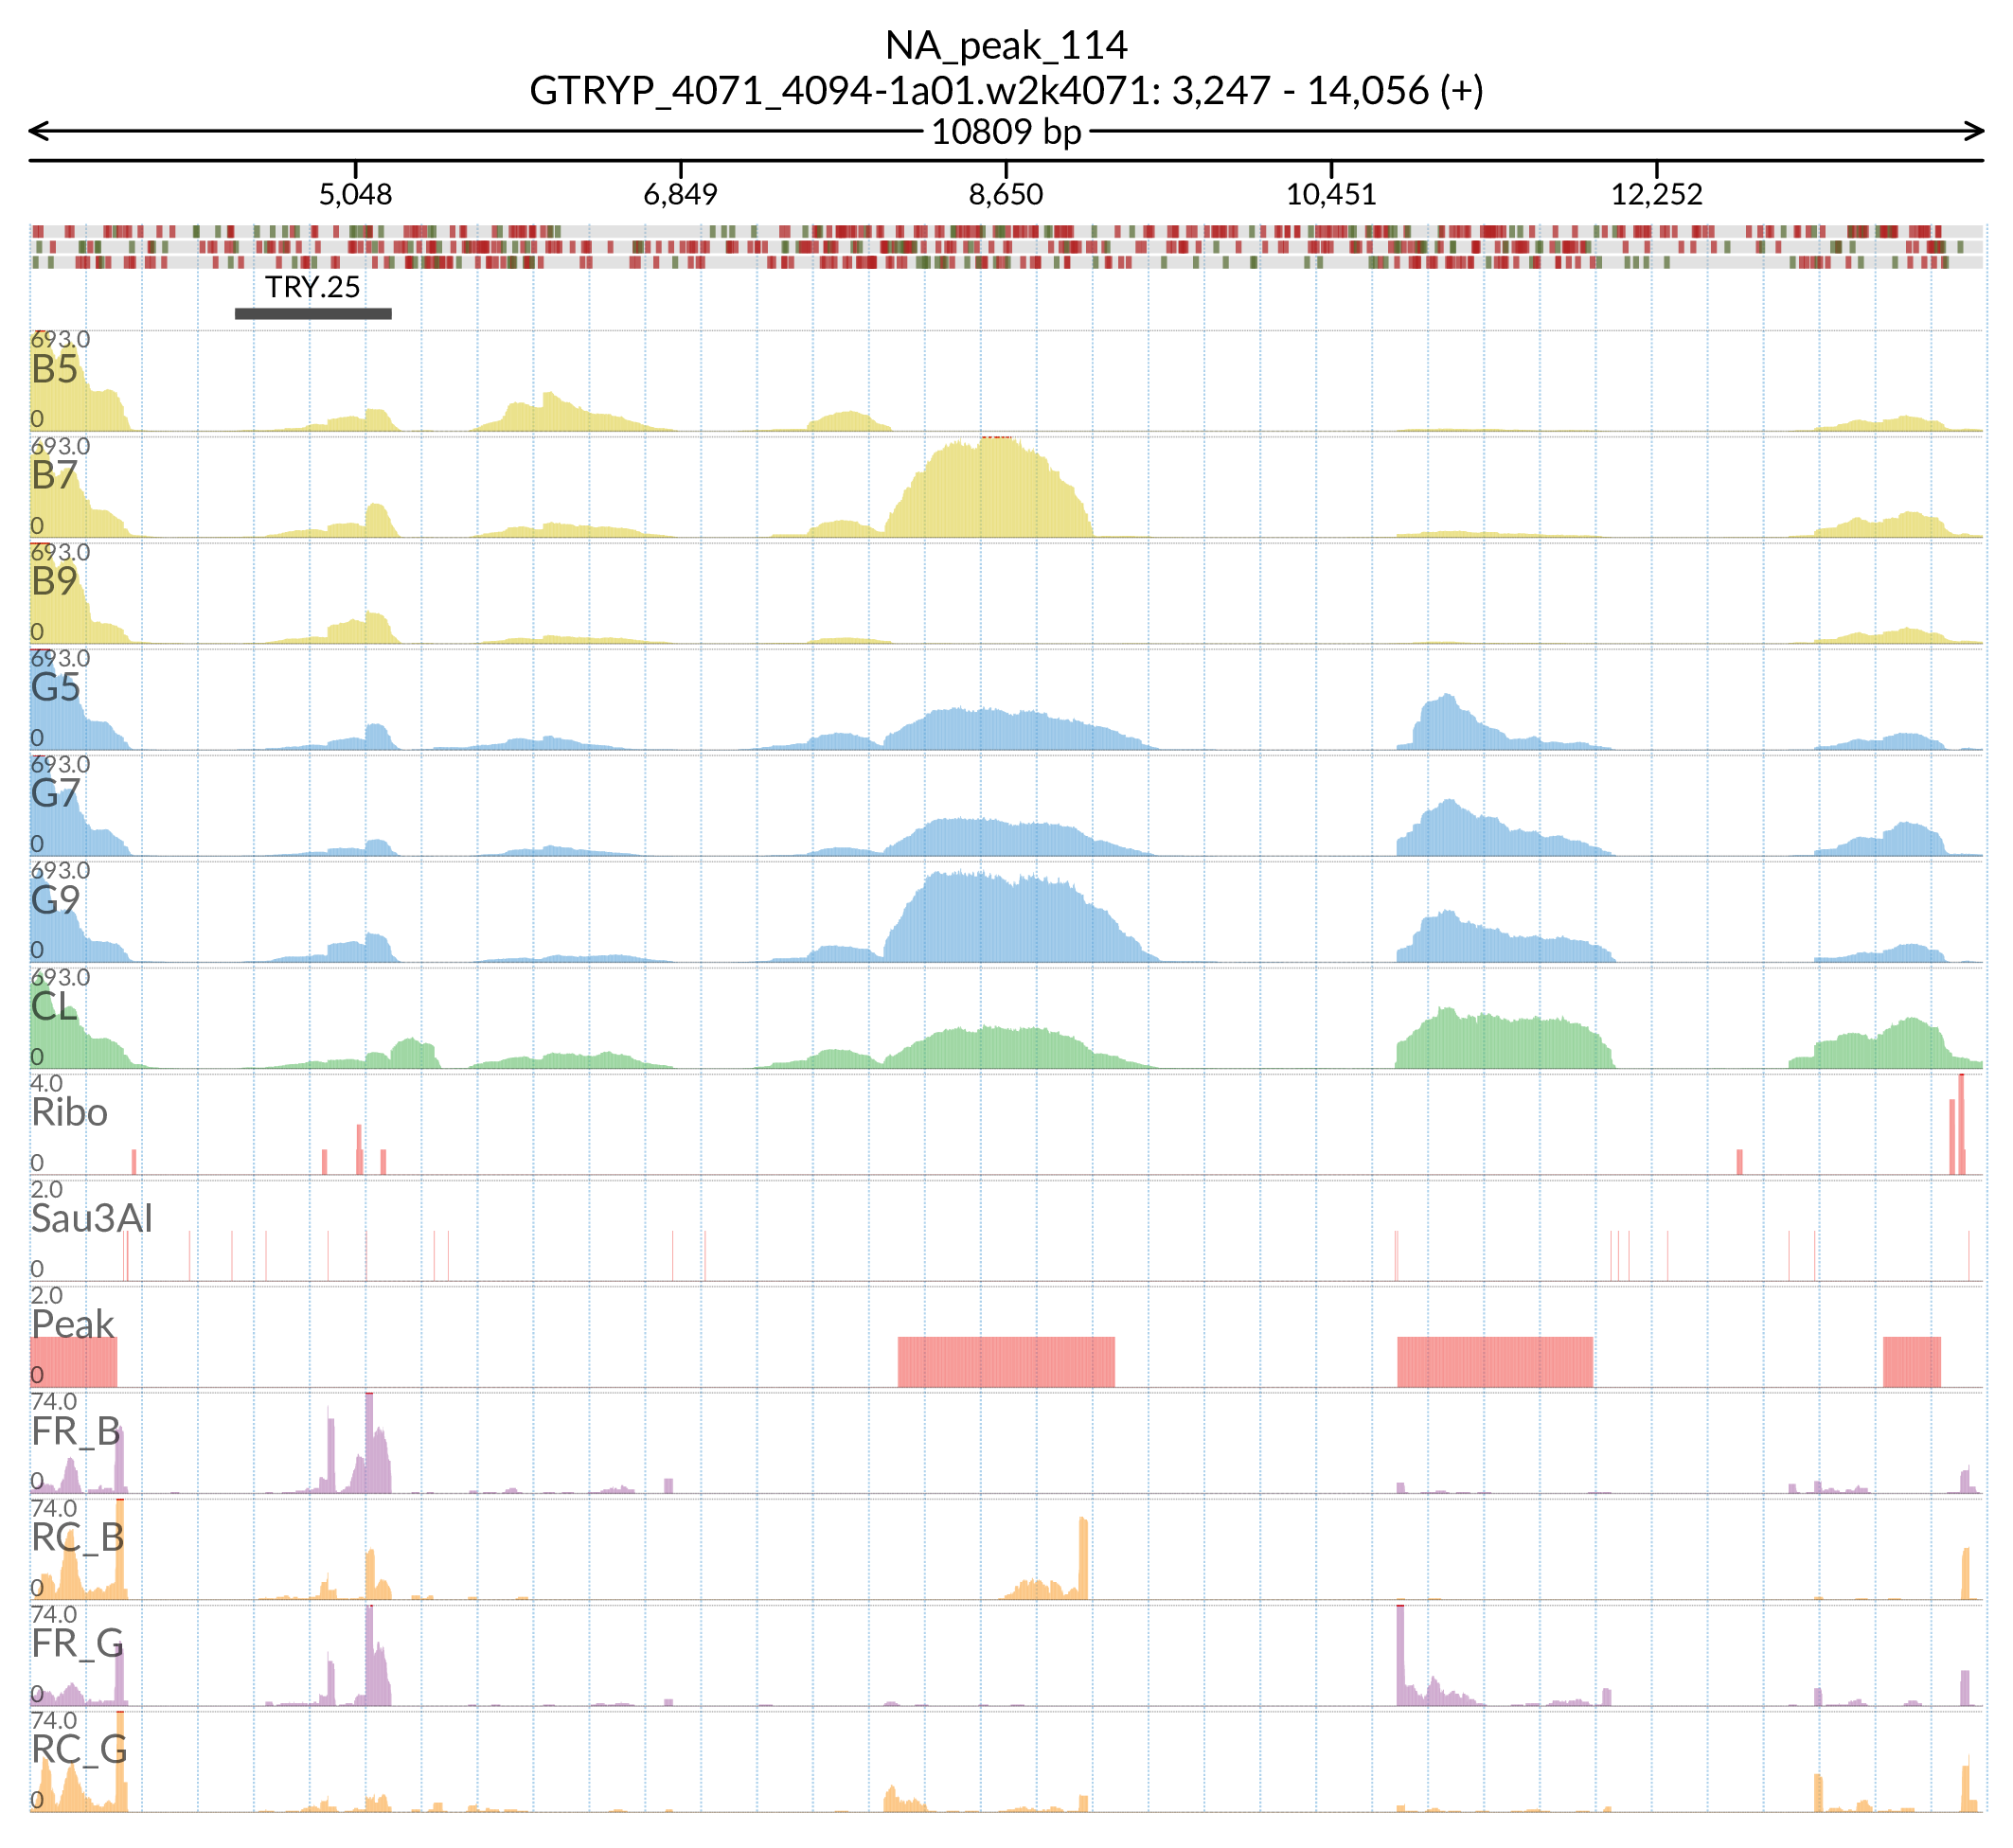 NA_peak_114
GTRYP_4071_4094-1a01.w2k4071: 3,247 - 14,056 (+)
10809 bp
5,048 6,849 8,650 10,451 12,252
TRY.25
693.0
B5
0
693.0
B7
0
693.0
B9
0
693.0
G5
0
693.0
G7
0
693.0
G9
0
693.0
CL
0
4.0
Ribo
0
2.0
Sau3AI
0
2.0
Peak
0
74.0
FR_B
0
74.0
RC_B
0
74.0
FR_G
0
74.0
RC_G
0